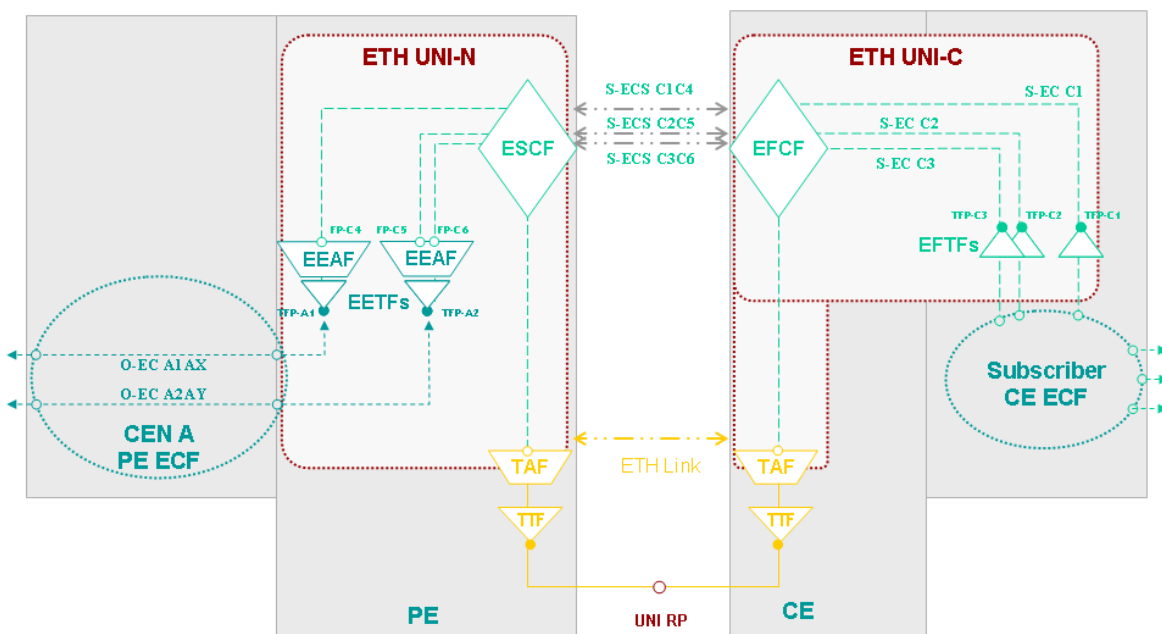 ETH UNI-N
ETH UNI-C
S-ECS C1C4
S-EC C1
S-ECS C2C5
S-EC C2
ESCF
EFCF
S-ECS C3C6
S-EC C3
FP-C4
FP-C5
FP-C6
TFP-C3
TFP-C2
TFP-C1
EEAF
EEAF
EFTFs
EETFs
TFP-A1
TFP-A2
O-EC A1AX
O-EC A2AY
Subscriber
CE ECF
CEN A
PE ECF
TAF
ETH Link
TAF
TTF
TTF
PE
UNI RP
CE